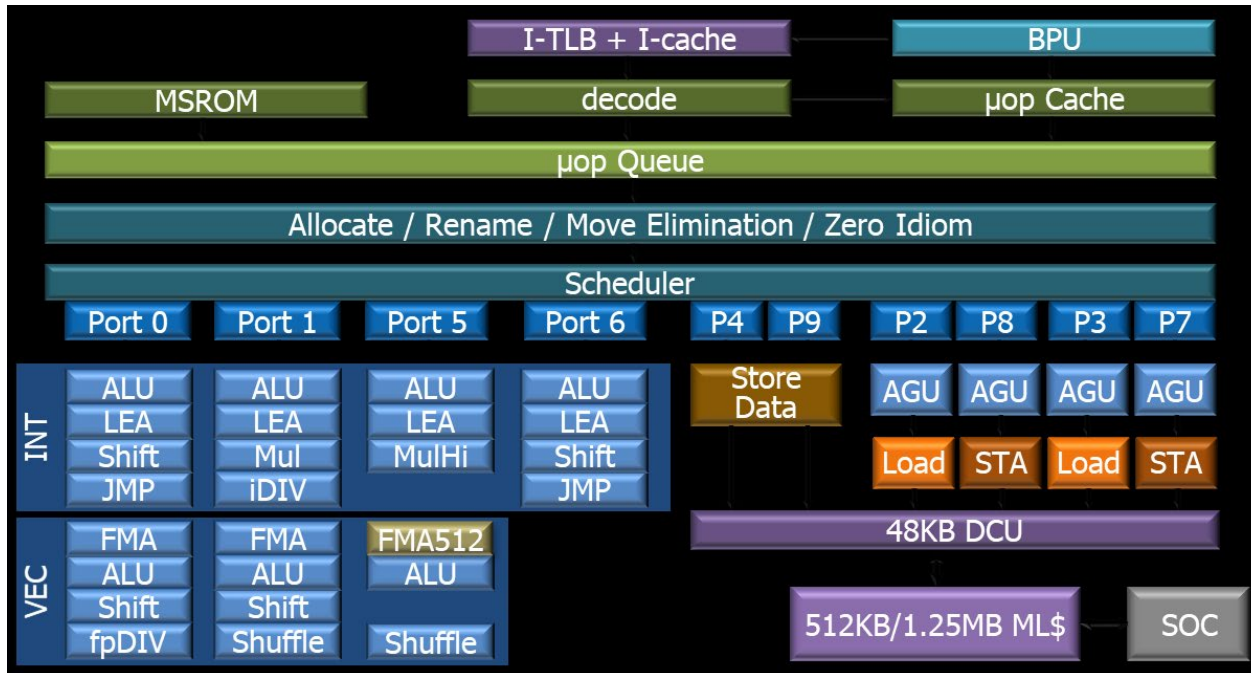 I-TLB + I-cache
BPU
MSROM
decode
μop Cache
μop Queue
Allocate / Rename / Move Elimination / Zero Idiom
Scheduler
Port 0
Port 1
Port 5
Port 6
P4
P9
P2
P8
P3
P7
INT
ALU
ALU
ALU
ALU
LEA
LEA
LEA
LEA
Shift
Mul
MulHi
Shift
JMP
iDIV
JMP
Store
Data
AGU
AGU
AGU
AGU
Load
STA
Load
STA
48KB DCU
VEC
FMA
FMA
FMA512
ALU
ALU
ALU
Shift
Shift
fpDIV
Shuffle
Shuffle
512KB/1.25MB ML$
SOC